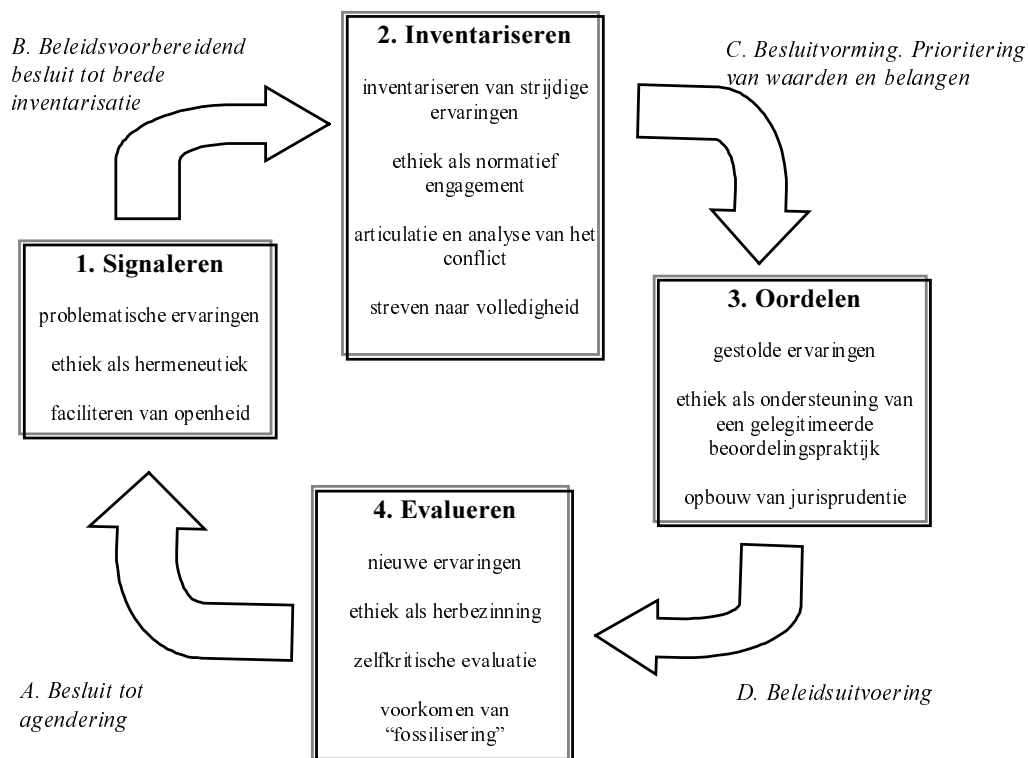 B. Beleidsvoorbereidend
besluit tot brede
inventarisatie
2. Inventariseren
inventariseren van strijdige
ervaringen
ethiek als normatief
engagement
articulatie en analyse van het
conflict
streven naar volledigheid
C. Besluitvorming. Prioritering
van waarden en belangen
1. Signaleren
problematische ervaringen
ethiek als hermeneutiek
faciliteren van openheid
3. Oordelen
gestolde ervaringen
ethiek als ondersteuning van
een gelegitimeerde
beoordelingspraktijk
opbouw van jurisprudentie
4. Evalueren
nieuwe ervaringen
ethiek als herbezinning
zelfkritische evaluatie
voorkomen van
“fossilisering”
A. Besluit tot
agendering
D. Beleidsuitvoering